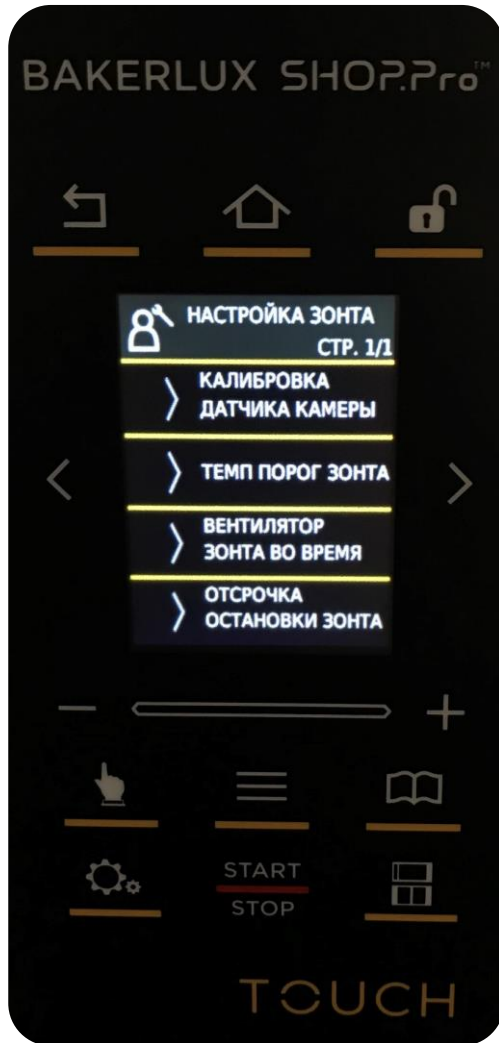 BAKERLUX SHOP.Pro™
НАСТРОЙКА ЗОНТА
СТР. 1/1
КАЛИБРОВКА
ДАТЧИКА КАМЕРЫ
ТЕМП ПОРОГ ЗОНТА
ВЕНТИЛЯТОР
ЗОНТА ВО ВРЕМЯ
ОТСРОЧКА
ОСТАНОВКИ ЗОНТА
START
STOP
TOUCH